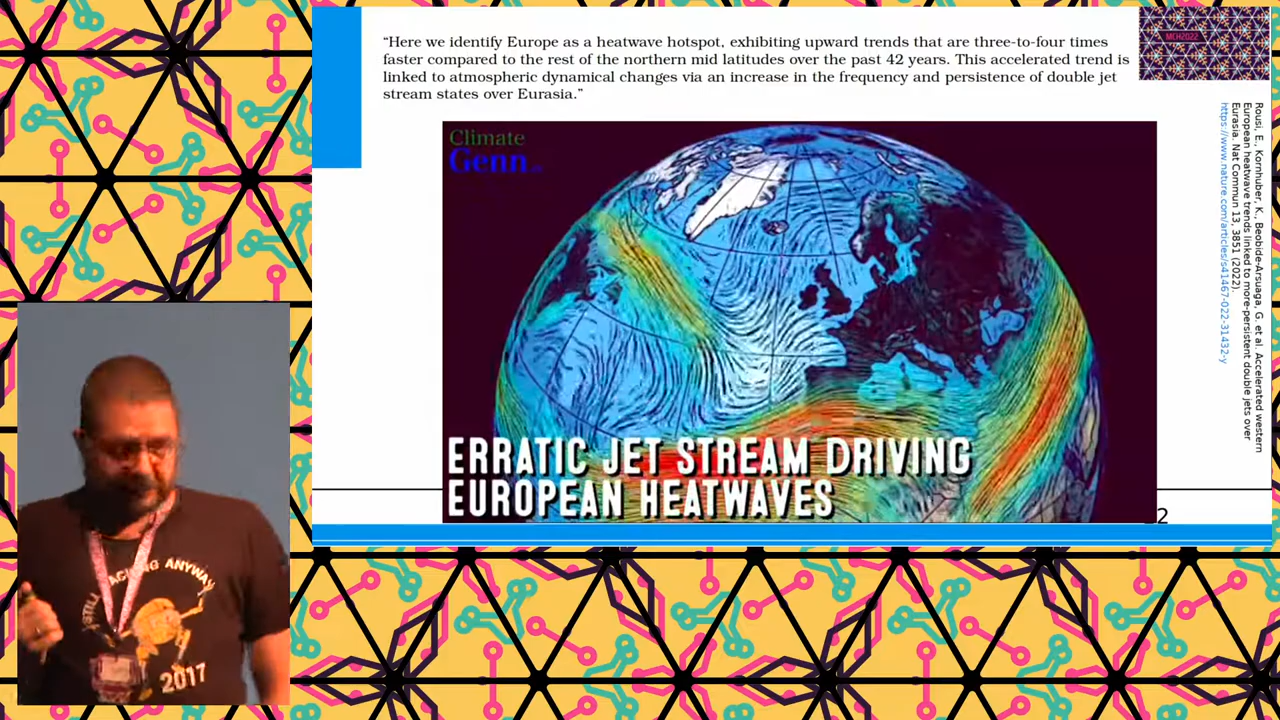 “Here we identify Europe as a heatwave hotspot, exhibiting upward trends that are three-to-four times
faster compared to the rest of the northern mid latitudes over the past 42 years. This accelerated trend is
linked to atmospheric dynamical changes via an increase in the frequency and persistence of double jet
stream states over Eurasia.”
MCH2022
Climate
Genn
ERRATIC JET STREAM DRIVING
EUROPEAN HEATWAVES
2
Rousi, E., Kornhuber, K., Beobide-Arsuaga, G. et al. Accelerated western
European heatwave trends linked to more-persistent double jets over
Eurasia. Nat Commun 13, 3851 (2022).
https://www.nature.com/articles/s41467-022-31432-y
ANYWAY
2017